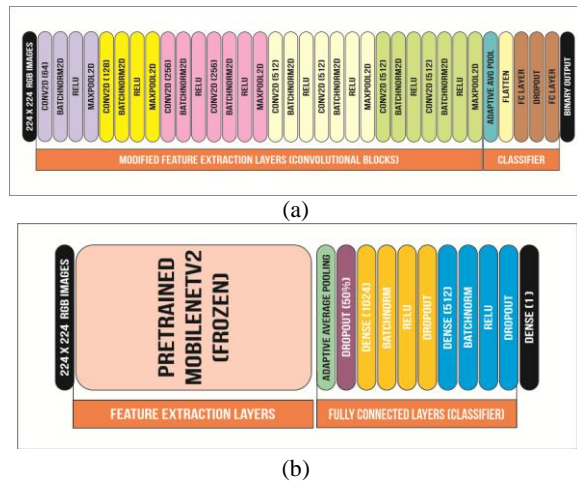 224 X 224 RGB IMAGES
CONV2D (64)
BATCHNORM2D
RELU
MAXPOOL2D
CONV2D (128)
BATCHNORM2D
RELU
MAXPOOL2D
CONV2D (256)
BATCHNORM2D
RELU
CONV2D (256)
BATCHNORM2D
RELU
MAXPOOL2D
CONV2D (512)
BATCHNORM2D
RELU
CONV2D (512)
BATCHNORM2D
RELU
MAXPOOL2D
CONV2D (512)
BATCHNORM2D
RELU
CONV2D (512)
BATCHNORM2D
RELU
MAXPOOL2D
ADAPTIVE AVG POOL
FLATTEN
FC LAYER
DROPOUT
FC LAYER
BINARY OUTPUT
MODIFIED FEATURE EXTRACTION LAYERS (CONVOLUTIONAL BLOCKS)
CLASSIFIER
(a)
224 X 224 RGB IMAGES
PRETRAINED
MOBILENETV2
(FROZEN)
ADAPTIVE AVERAGE POOLING
DROPOUT (50%)
DENSE (1024)
BATCHNORM
RELU
DROPOUT
DENSE (512)
BATCHNORM
RELU
DROPOUT
DENSE (1)
FEATURE EXTRACTION LAYERS
FULLY CONNECTED LAYERS (CLASSIFIER)
(b)